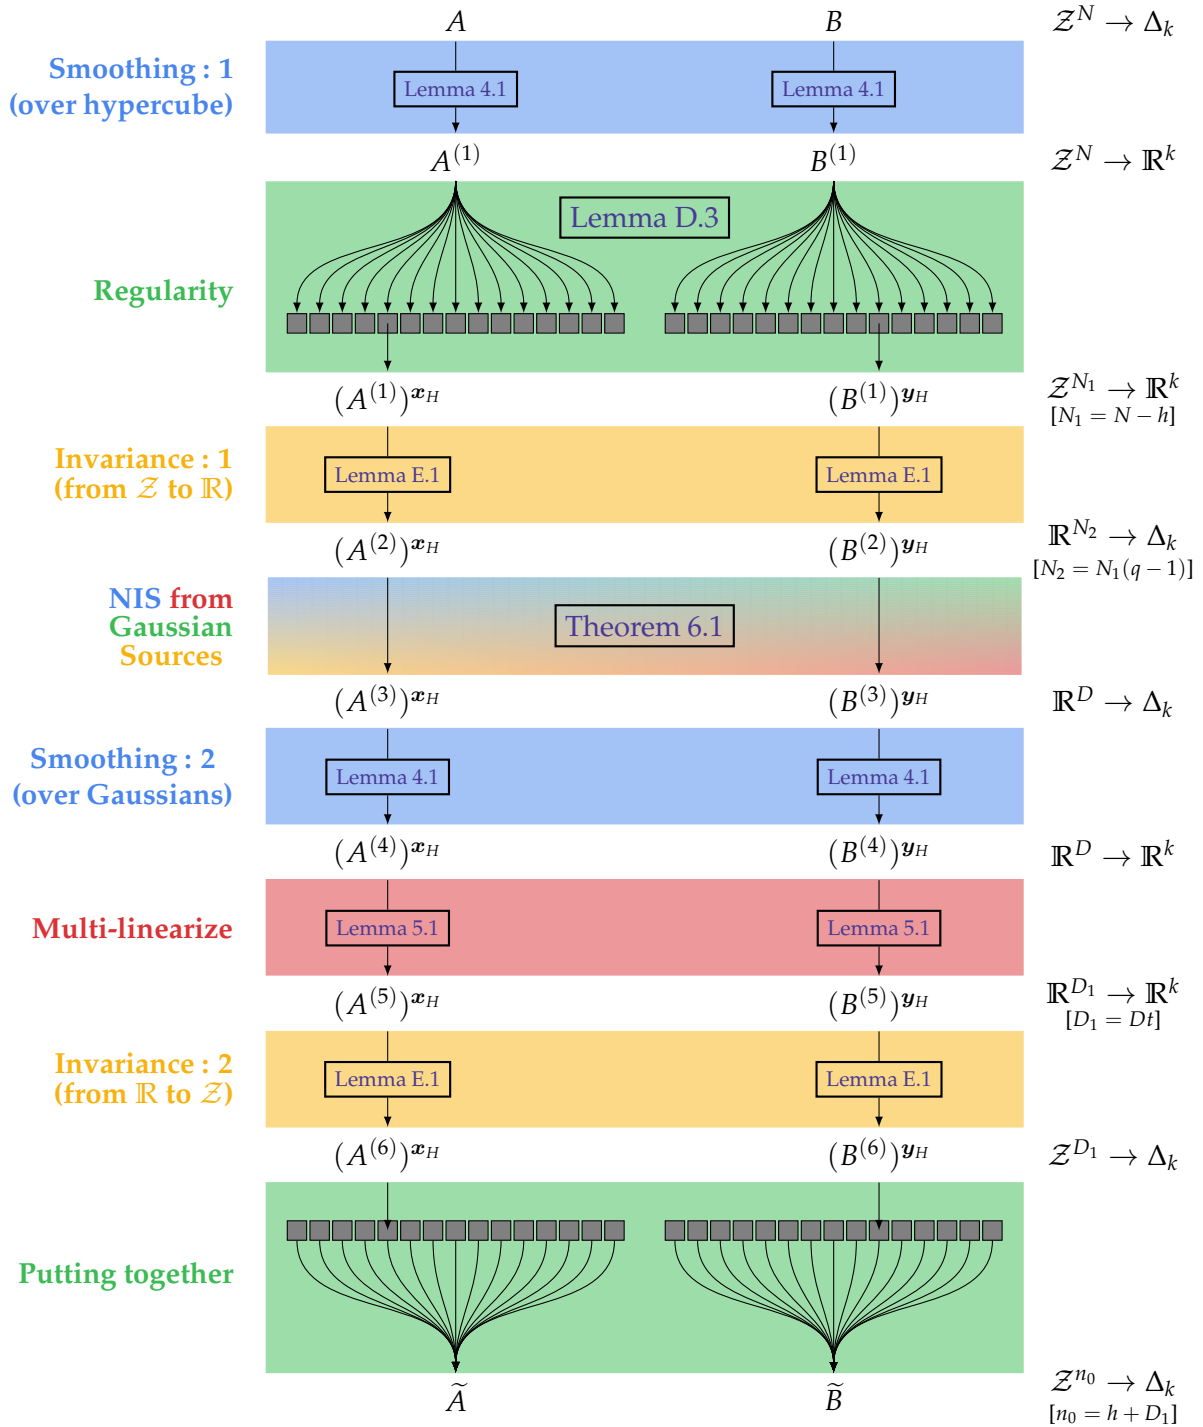 A B 𝒵^N → Δ_k
Smoothing : 1
(over hypercube)
Lemma 4.1 Lemma 4.1
A^(1) B^(1) 𝒵^N → ℝ^k
Lemma D.3
Regularity
(A^(1))^{x_H} (B^(1))^{y_H} 𝒵^{N_1} → ℝ^k
[N_1 = N − h]
Invariance : 1
(from 𝒵 to ℝ)
Lemma E.1 Lemma E.1
(A^(2))^{x_H} (B^(2))^{y_H} ℝ^{N_2} → Δ_k
[N_2 = N_1(q − 1)]
NIS from
Gaussian
Sources
Theorem 6.1
(A^(3))^{x_H} (B^(3))^{y_H} ℝ^D → Δ_k
Smoothing : 2
(over Gaussians)
Lemma 4.1 Lemma 4.1
(A^(4))^{x_H} (B^(4))^{y_H} ℝ^D → ℝ^k
Multi-linearize
Lemma 5.1 Lemma 5.1
(A^(5))^{x_H} (B^(5))^{y_H} ℝ^{D_1} → ℝ^k
[D_1 = Dt]
Invariance : 2
(from ℝ to 𝒵)
Lemma E.1 Lemma E.1
(A^(6))^{x_H} (B^(6))^{y_H} 𝒵^{D_1} → Δ_k
Putting together
Ã B̃ 𝒵^{n_0} → Δ_k
[n_0 = h + D_1]